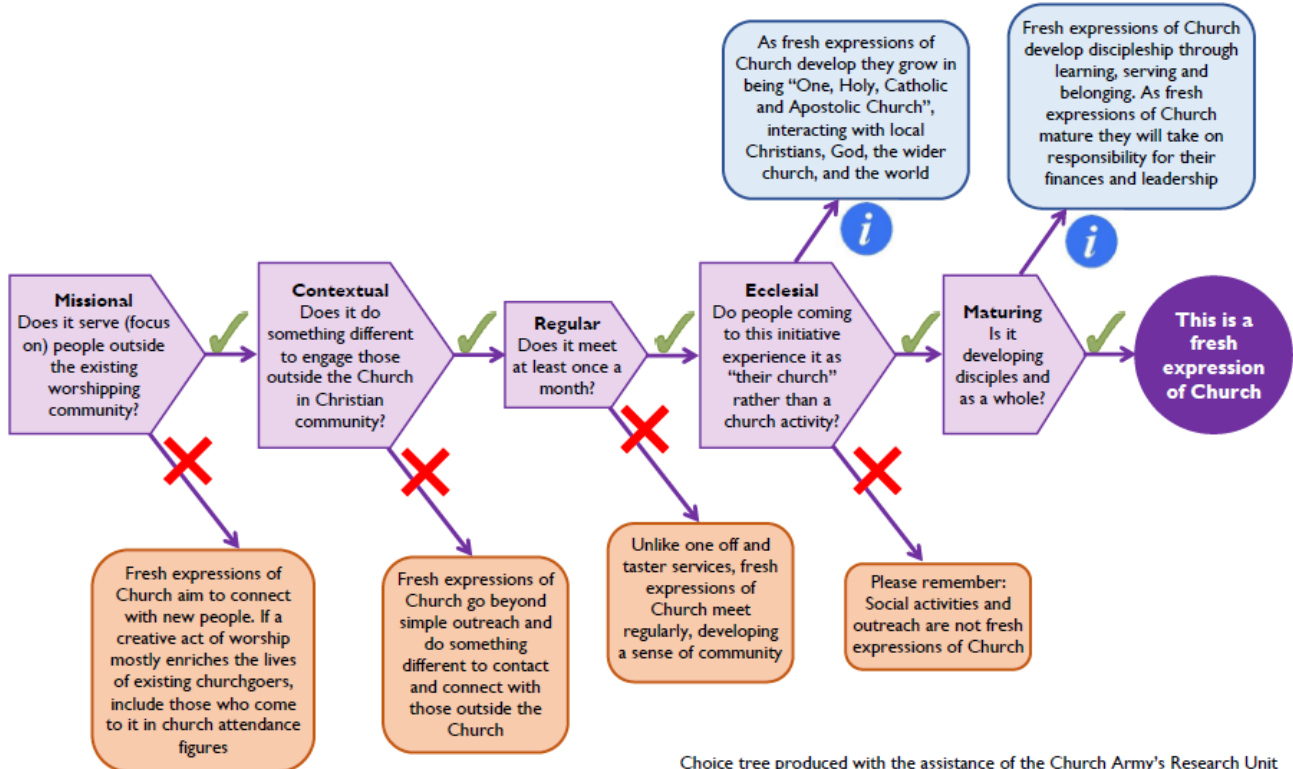 As fresh expressions of
Church develop they grow in
being “One, Holy, Catholic
and Apostolic Church”,
interacting with local
Christians, God, the wider
church, and the world
Fresh expressions of Church
develop discipleship through
learning, serving and
belonging. As fresh
expressions of Church
mature they will take on
responsibility for their
finances and leadership
i
i
Missional
Does it serve (focus
on) people outside
the existing
worshipping
community?
Contextual
Does it do
something different
to engage those
outside the Church
in Christian
community?
Regular
Does it meet
at least once a
month?
Ecclesial
Do people coming
to this initiative
experience it as
“their church”
rather than a
church activity?
Maturing
Is it
developing
disciples and
as a whole?
This is a
fresh
expression
of Church
Fresh expressions of
Church aim to connect
with new people. If a
creative act of worship
mostly enriches the lives
of existing churchgoers,
include those who come
to it in church attendance
figures
Fresh expressions of
Church go beyond
simple outreach and
do something
different to contact
and connect with
those outside the
Church
Unlike one off and
taster services, fresh
expressions of
Church meet
regularly, developing
a sense of community
Please remember:
Social activities and
outreach are not fresh
expressions of Church
Choice tree produced with the assistance of the Church Army’s Research Unit